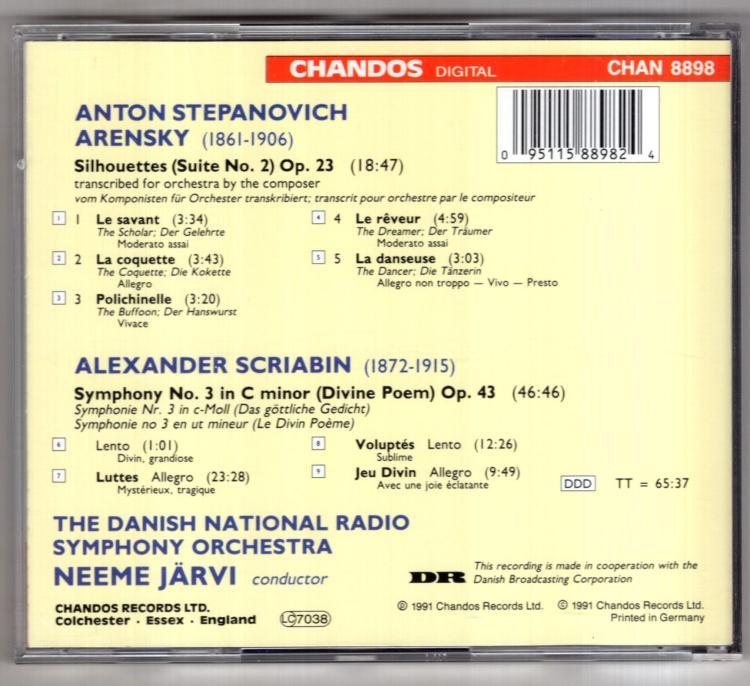 CHANDOS DIGITAL CHAN 8898
ANTON STEPANOVICH
ARENSKY (1861-1906)
0 95115 88982 4
Silhouettes (Suite No. 2) Op. 23 (18:47)
transcribed for orchestra by the composer
vom Komponisten für Orchester transkribiert; transcrit pour orchestre par le compositeur
1 1 Le savant (3:34)
The Scholar; Der Gelehrte
Moderato assai
2 2 La coquette (3:43)
The Coquette; Die Kokette
Allegro
3 3 Polichinelle (3:20)
The Buffoon; Der Hanswurst
Vivace
4 4 Le rêveur (4:59)
The Dreamer; Der Träumer
Moderato assai
5 5 La danseuse (3:03)
The Dancer; Die Tänzerin
Allegro non troppo — Vivo — Presto
ALEXANDER SCRIABIN (1872-1915)
Symphony No. 3 in C minor (Divine Poem) Op. 43 (46:46)
Symphonie Nr. 3 in c-Moll (Das göttliche Gedicht)
Symphonie no 3 en ut mineur (Le Divin Poème)
6 Lento (1:01)
Divin, grandiose
7 Luttes Allegro (23:28)
Mystérieux, tragique
8 Voluptés Lento (12:26)
Sublime
9 Jeu Divin Allegro (9:49)
Avec une joie éclatante
DDD TT = 65:37
THE DANISH NATIONAL RADIO
SYMPHONY ORCHESTRA
NEEME JÄRVI conductor
DR This recording is made in cooperation with the
Danish Broadcasting Corporation
CHANDOS RECORDS LTD.
Colchester · Essex · England
LC7038
℗ 1991 Chandos Records Ltd. © 1991 Chandos Records Ltd.
Printed in Germany